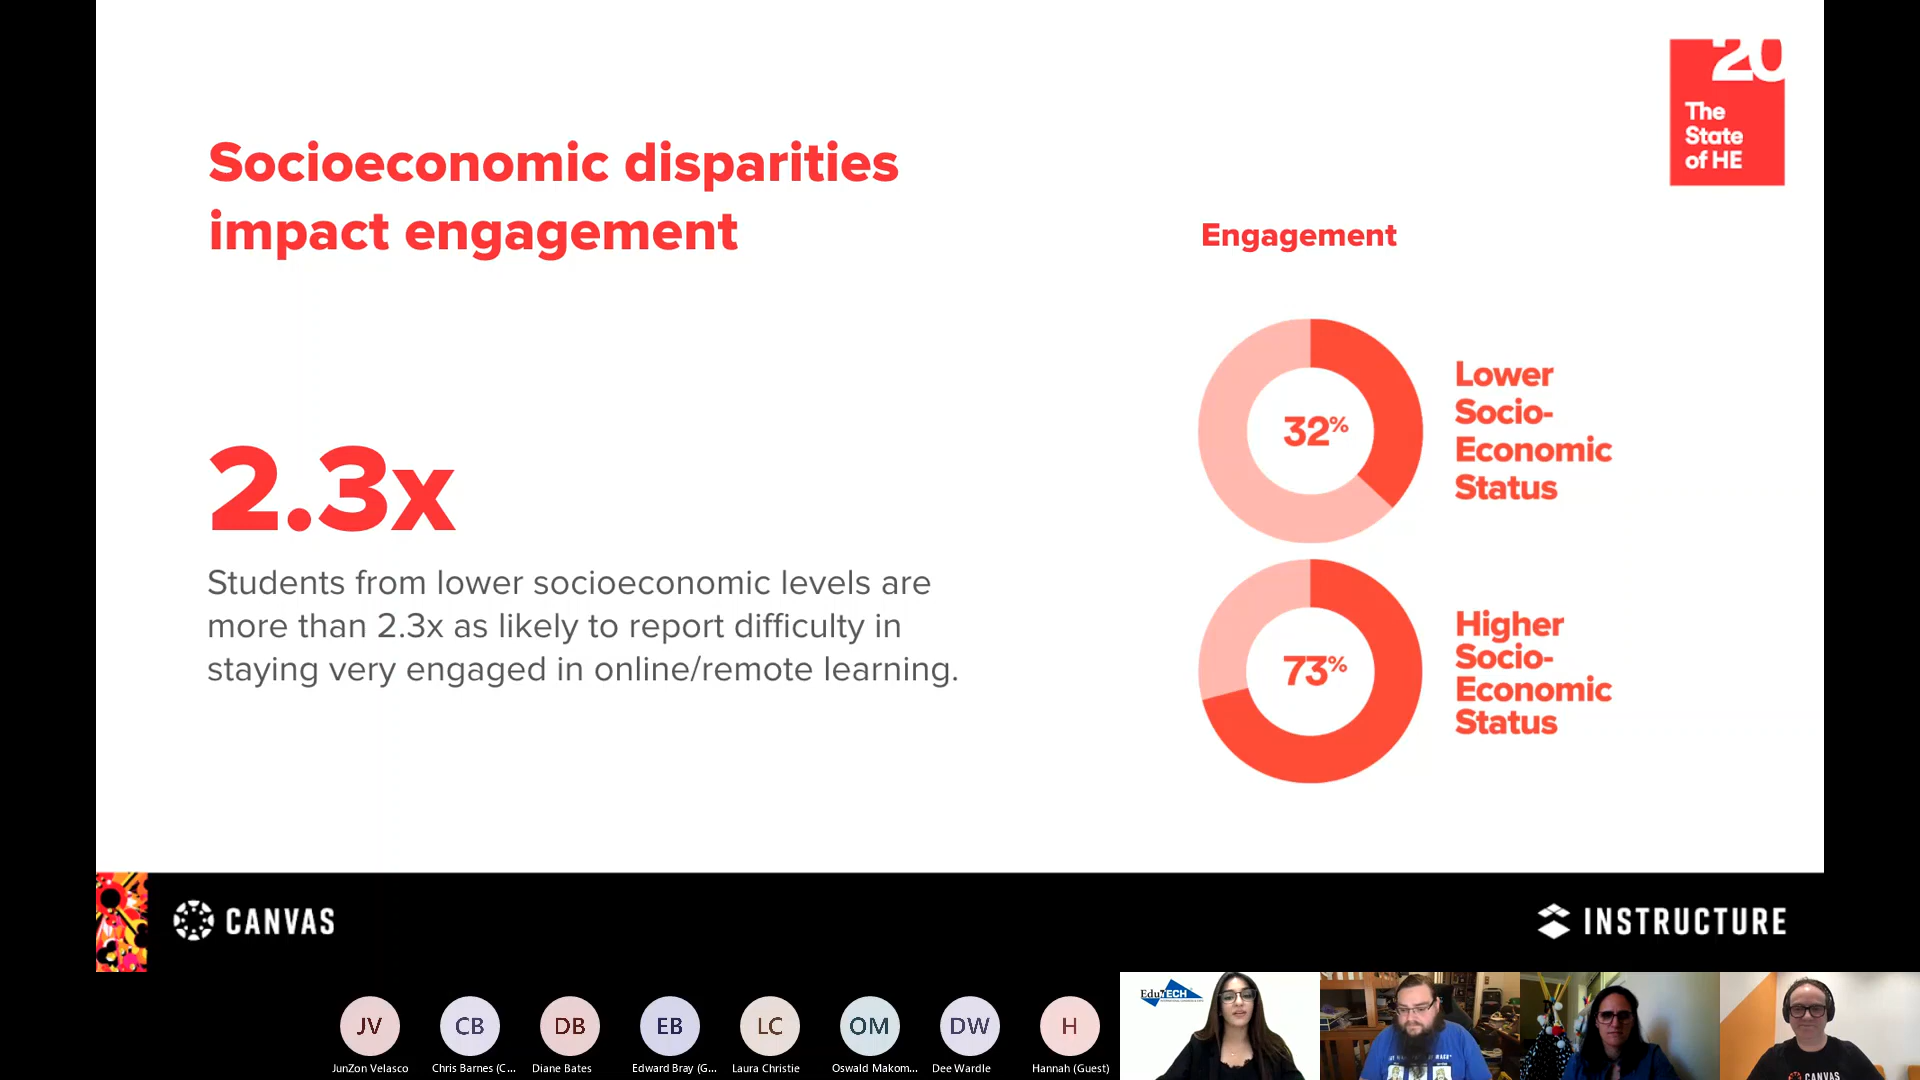 20
The
State
of HE
Socioeconomic disparities
impact engagement
Engagement
32%
Lower
Socio-
Economic
Status
2.3x
Students from lower socioeconomic levels are
more than 2.3x as likely to report difficulty in
staying very engaged in online/remote learning.
73%
Higher
Socio-
Economic
Status
CANVAS
INSTRUCTURE
JV
CB
DB
EB
LC
OM
DW
H
JunZon Velasco
Chris Barnes (C...
Diane Bates
Edward Bray (G...
Laura Christie
Oswald Makom...
Dee Wardle
Hannah (Guest)
EduTECH
CANVAS